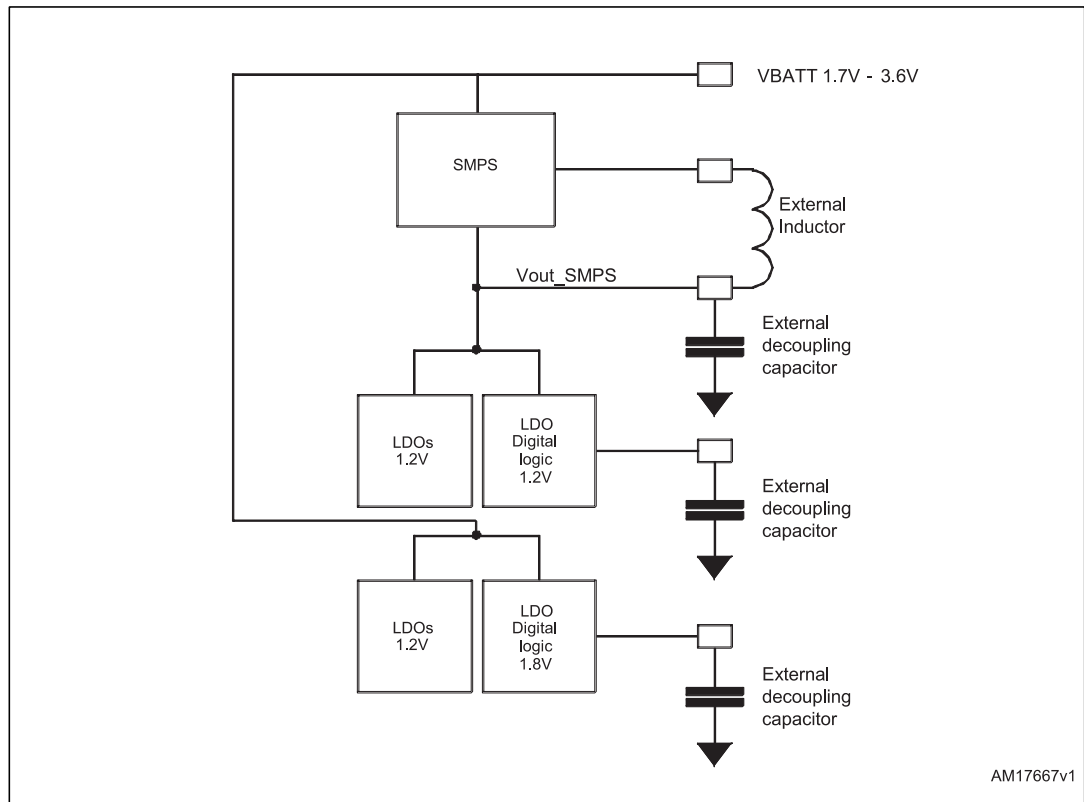 VBATT 1.7V - 3.6V
SMPS
External
Inductor
Vout_SMPS
External
decoupling
capacitor
LDOs
1.2V
LDO
Digital
logic
1.2V
External
decoupling
capacitor
LDOs
1.2V
LDO
Digital
logic
1.8V
External
decoupling
capacitor
AM17667v1